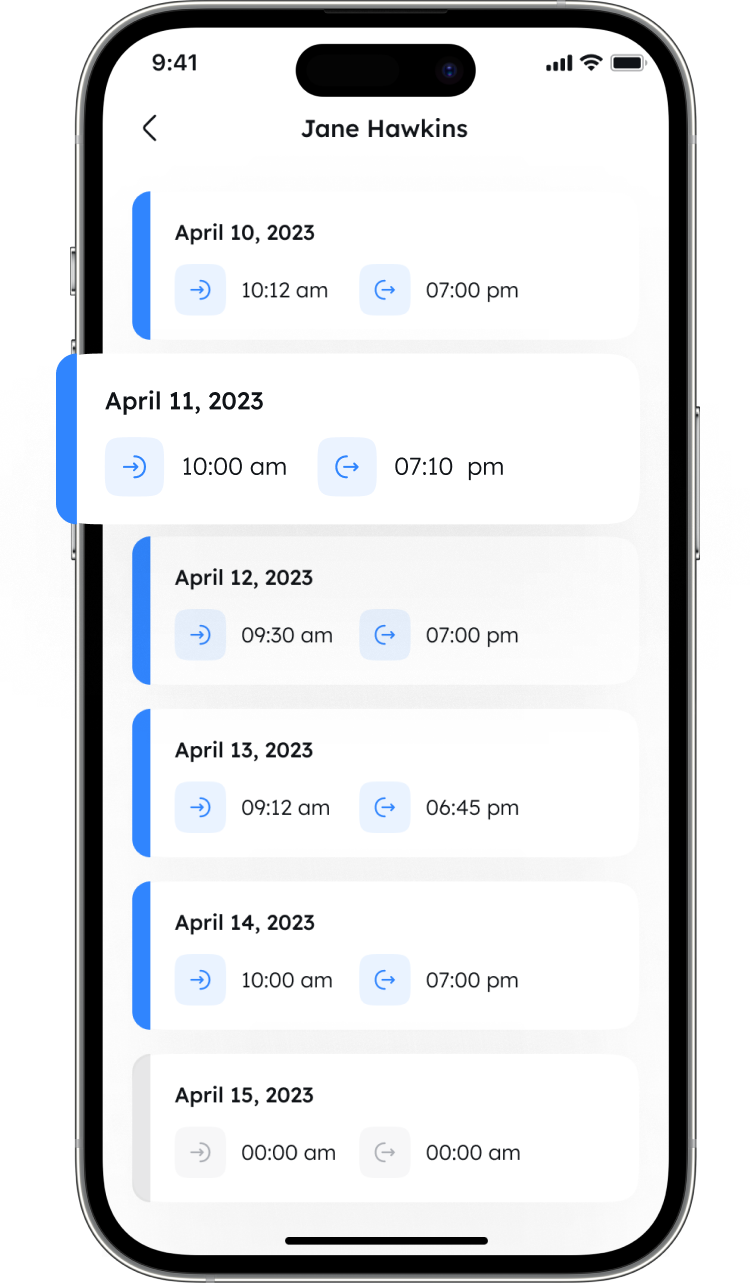 9:41
Jane Hawkins
April 10, 2023
10:12 am 07:00 pm
April 11, 2023
10:00 am 07:10 pm
April 12, 2023
09:30 am 07:00 pm
April 13, 2023
09:12 am 06:45 pm
April 14, 2023
10:00 am 07:00 pm
April 15, 2023
00:00 am 00:00 am